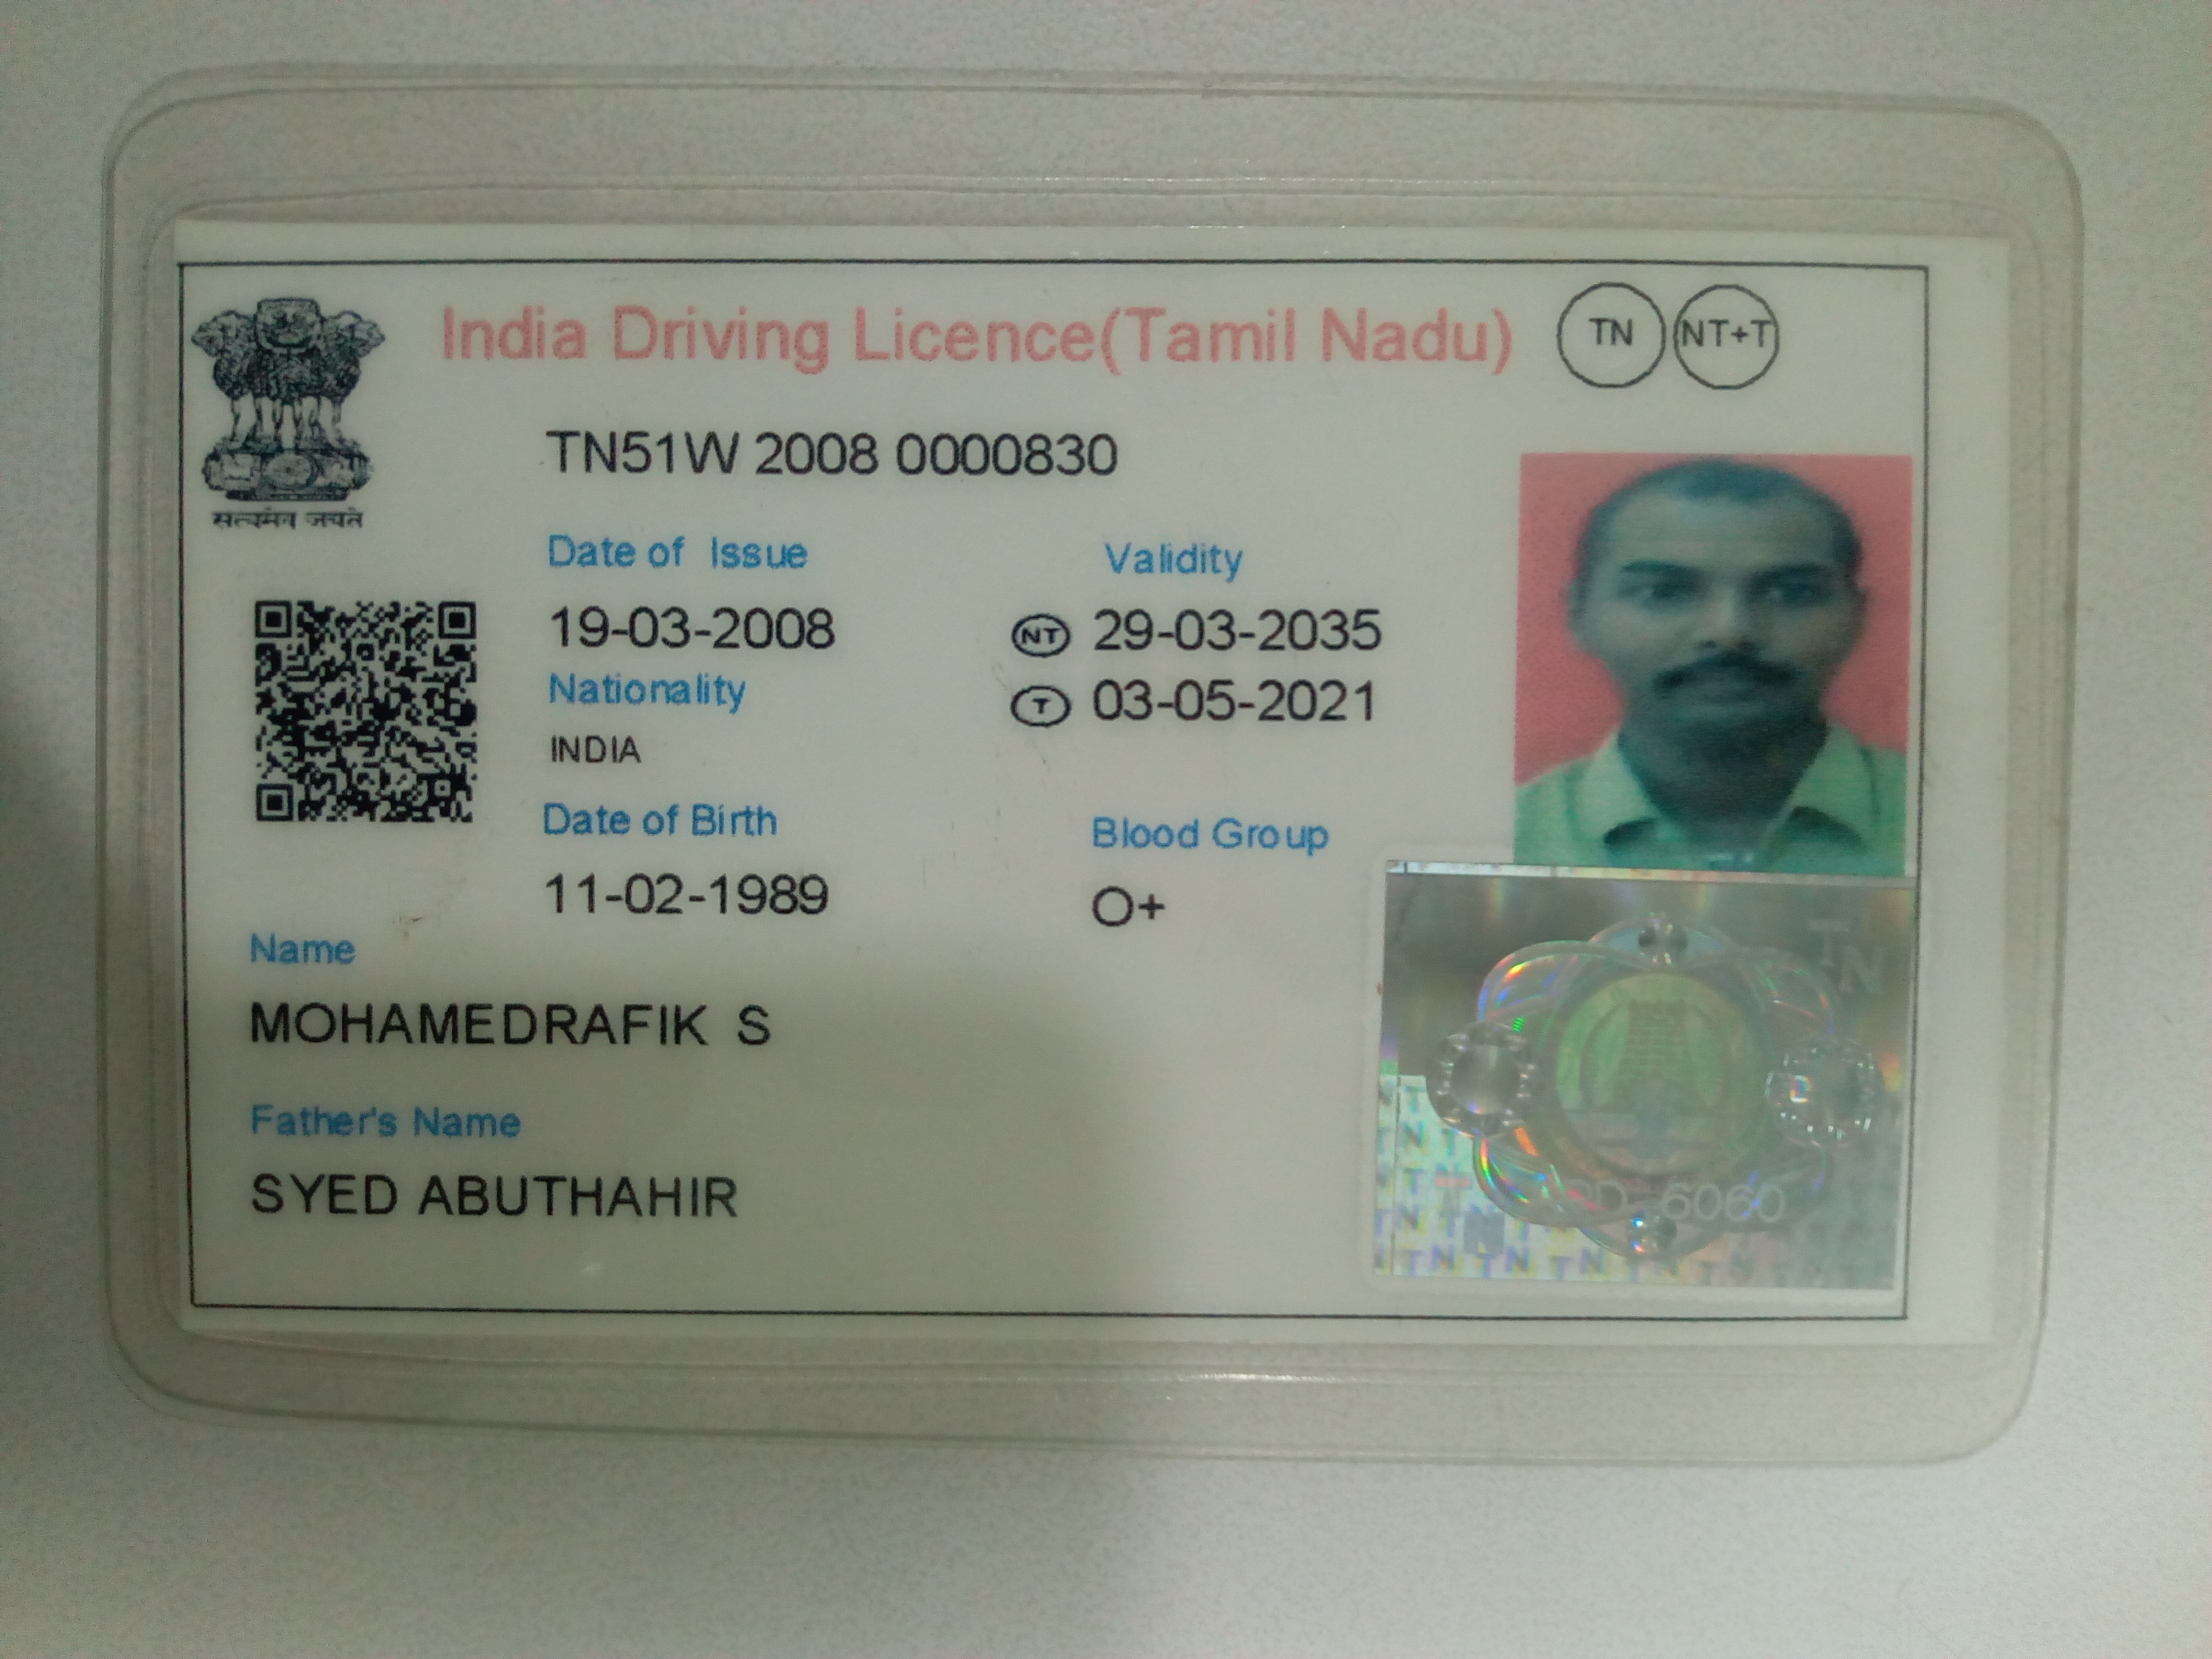 India Driving Licence(Tamil Nadu) TN NT+T
सत्यमेव जयते
TN51W 2008 0000830
Date of Issue Validity
19-03-2008 NT 29-03-2035
Nationality T 03-05-2021
INDIA
Date of Birth Blood Group
11-02-1989 O+
Name
MOHAMEDRAFIK S
Father's Name
SYED ABUTHAHIR
TN
6060